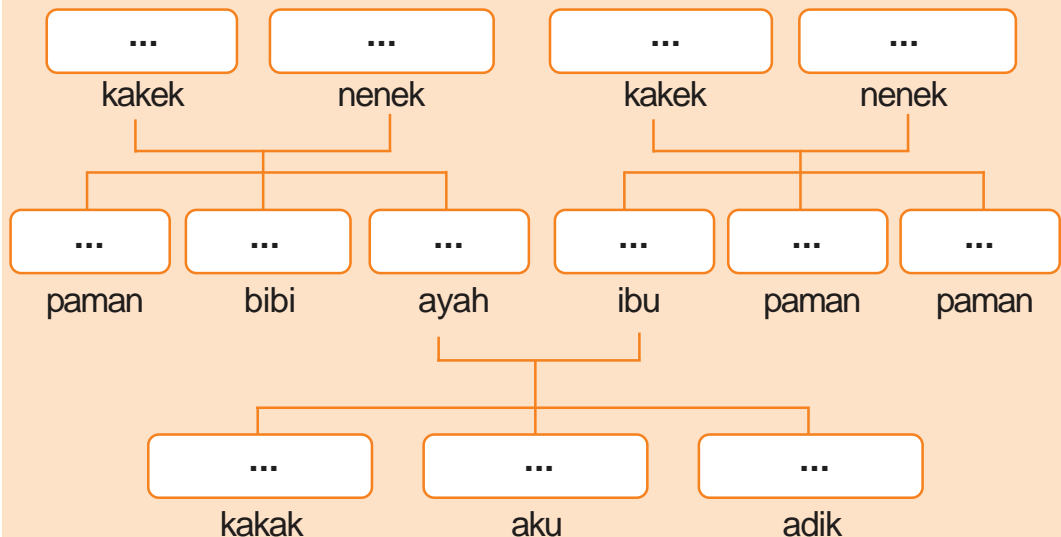 ... ... ... ...
kakek nenek kakek nenek
... ... ... ... ... ...
paman bibi ayah ibu paman paman
... ... ...
kakak aku adik